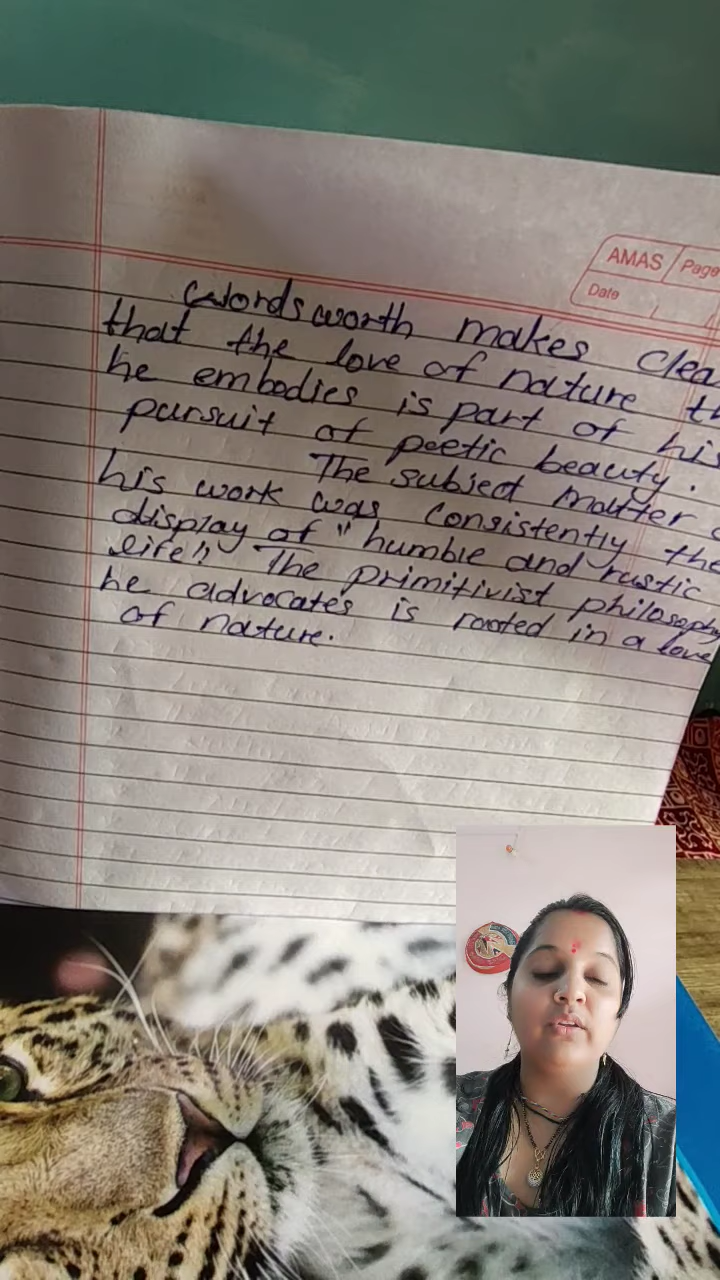 AMAS Page
Date
Wordsworth makes clea
that the love of nature th
he embodies is part of his
pursuit of poetic beauty.
The subject matter o
his work was consistently the
display of "humble and rustic
life". The primitivist philosophy
he advocates is rooted in a love
of nature.